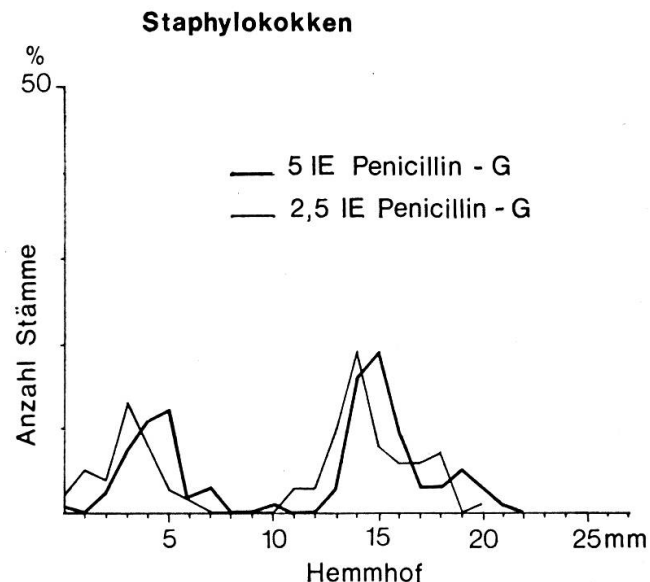 Staphylokokken
%
50
5 IE Penicillin - G
2,5 IE Penicillin - G
Anzahl Stämme
5 10 15 20 25mm
Hemmhof